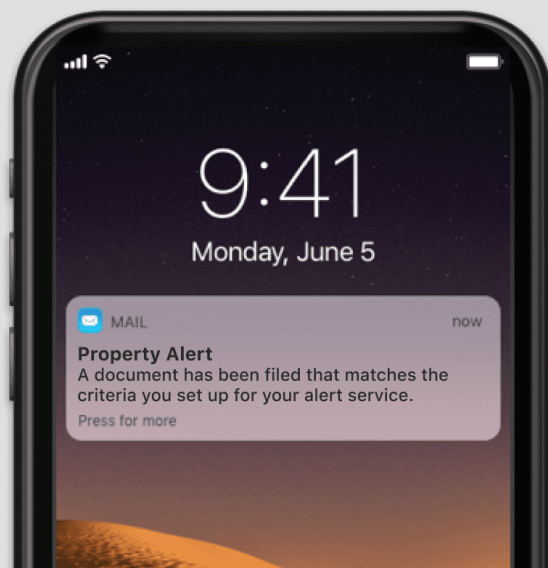 9:41
Monday, June 5
MAIL now
Property Alert
A document has been filed that matches the
criteria you set up for your alert service.
Press for more